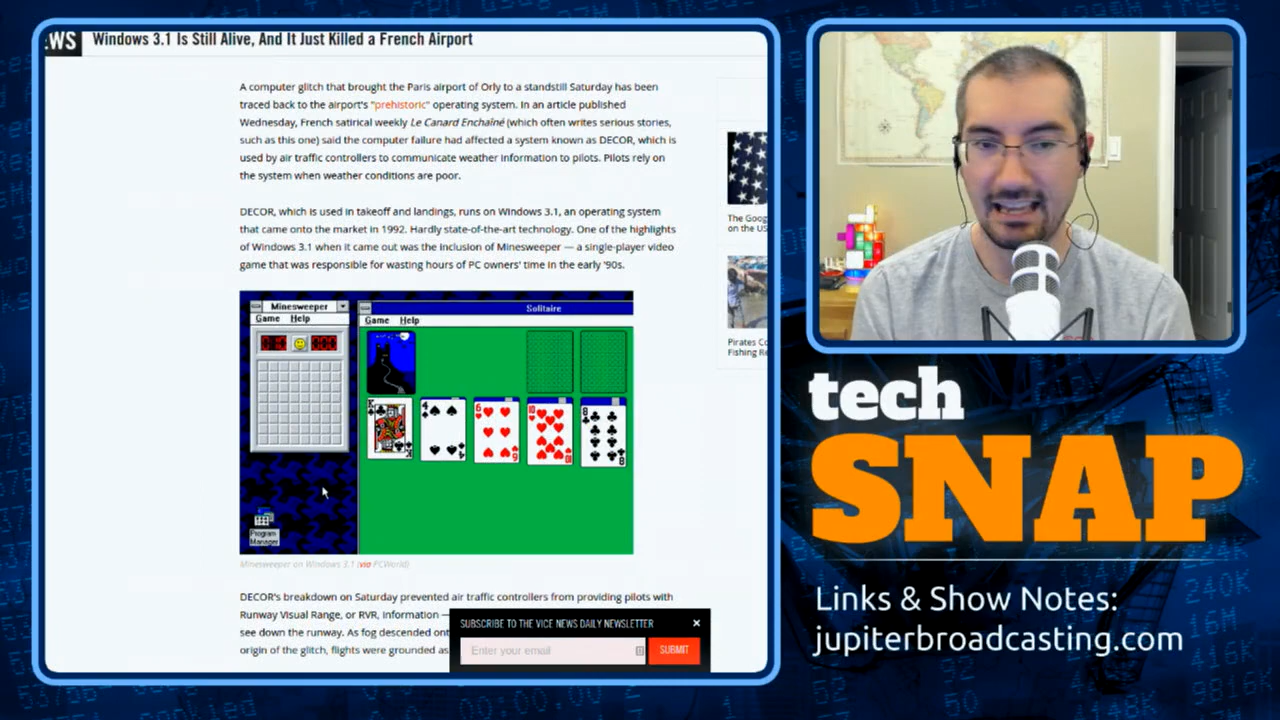 EWS
Windows 3.1 Is Still Alive, And It Just Killed a French Airport
A computer glitch that brought the Paris airport of Orly to a standstill Saturday has been
traced back to the airport's "prehistoric" operating system. In an article published
Wednesday, French satirical weekly Le Canard Enchaîné (which often writes serious stories,
such as this one) said the computer failure had affected a system known as DECOR, which is
used by air traffic controllers to communicate weather information to pilots. Pilots rely on
the system when weather conditions are poor.
DECOR, which is used in takeoff and landings, runs on Windows 3.1, an operating system
that came onto the market in 1992. Hardly state-of-the-art technology. One of the highlights
of Windows 3.1 when it came out was the inclusion of Minesweeper — a single-player video
game that was responsible for wasting hours of PC owners' time in the early '90s.
Minesweeper
Game Help
Solitaire
Game Help
K
4
6
10
8
Program
Manager
Minesweeper on Windows 3.1 (via PCWorld)
DECOR's breakdown on Saturday prevented air traffic controllers from providing pilots with
Runway Visual Range, or RVR, information —
see down the runway. As fog descended ont
origin of the glitch, flights were grounded as
SUBSCRIBE TO THE VICE NEWS DAILY NEWSLETTER
Enter your email
SUBMIT
The Goog
on the US
Pirates Co
Fishing Re
tech
SNAP
Links & Show Notes:
jupiterbroadcasting.com